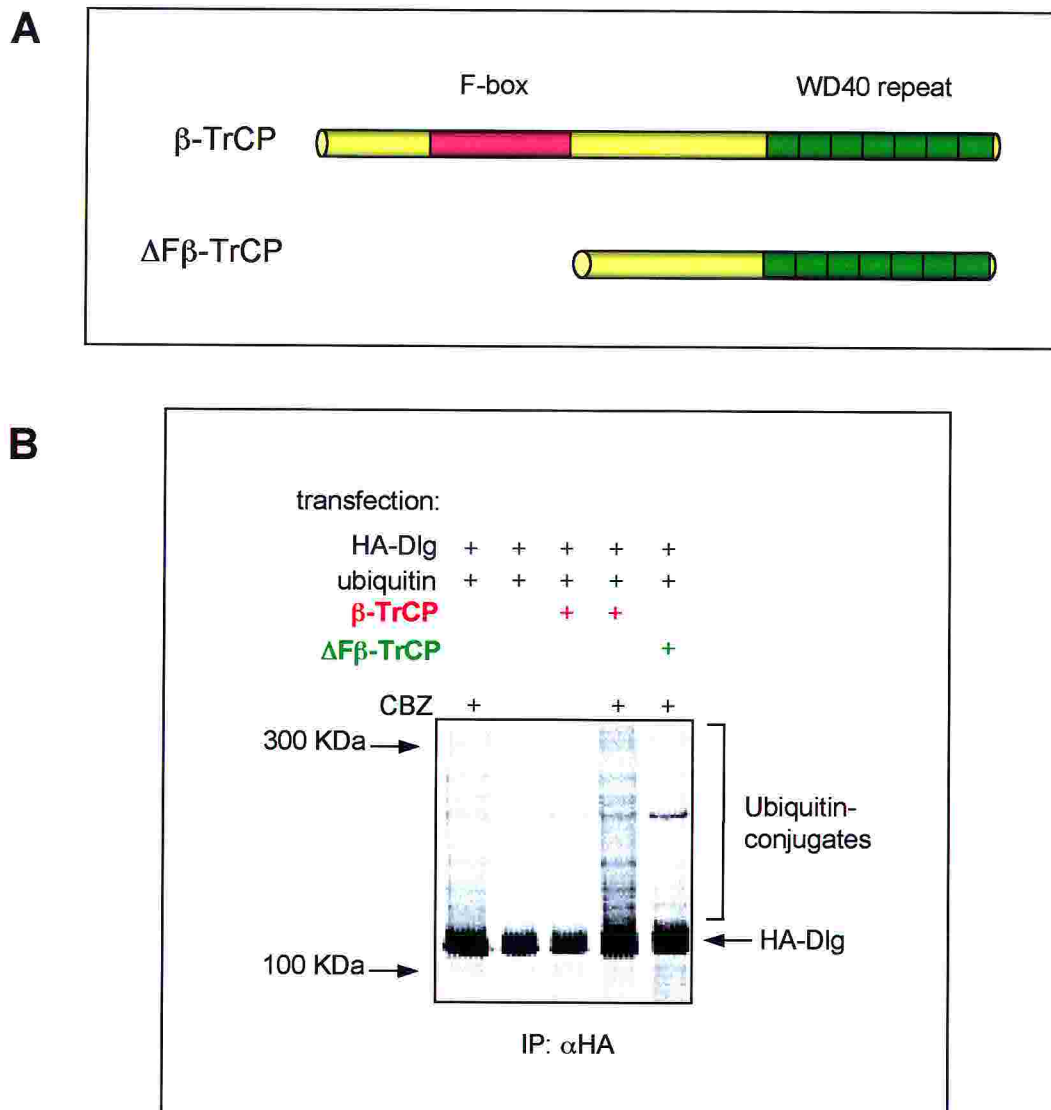 A
F-box WD40 repeat
β-TrCP
ΔFβ-TrCP
B
transfection:
HA-Dlg + + + + +
ubiquitin + + + + +
β-TrCP + +
ΔFβ-TrCP +
CBZ + + +
300 KDa
Ubiquitin-
conjugates
HA-Dlg
100 KDa
IP: αHA